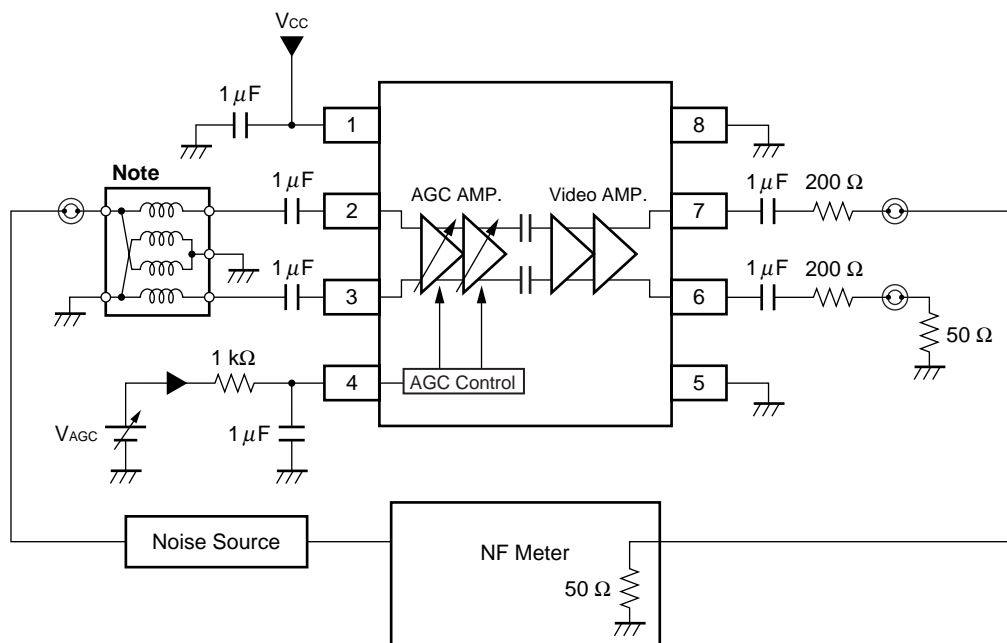 VCC
1 μF
1
8
Note
1 μF
2
AGC AMP.
Video AMP.
7
1 μF
200 Ω
1 μF
3
6
1 μF
200 Ω
50 Ω
1 kΩ
4
AGC Control
5
VAGC
1 μF
Noise Source
NF Meter
50 Ω